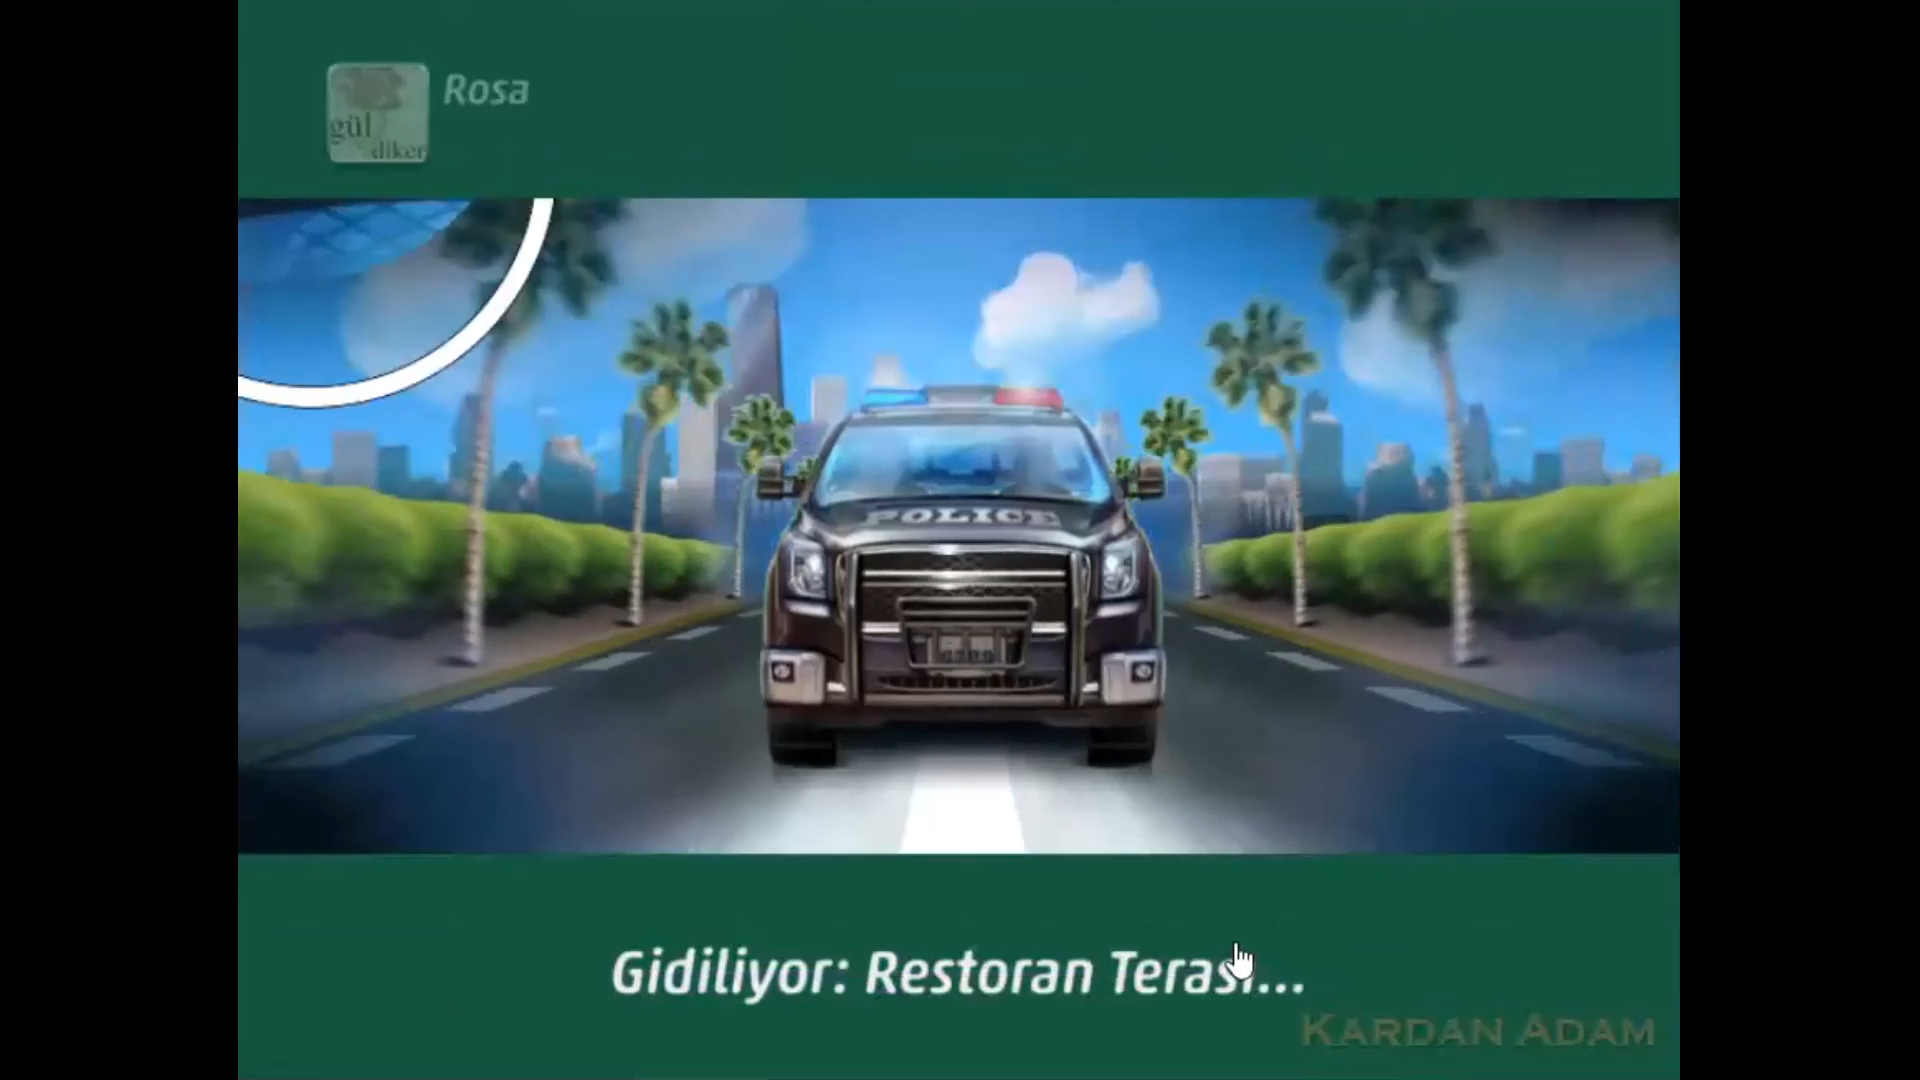 Rosa
gül
diker
POLICE
Gidiliyor: Restoran Terası...
KARDAN ADAM